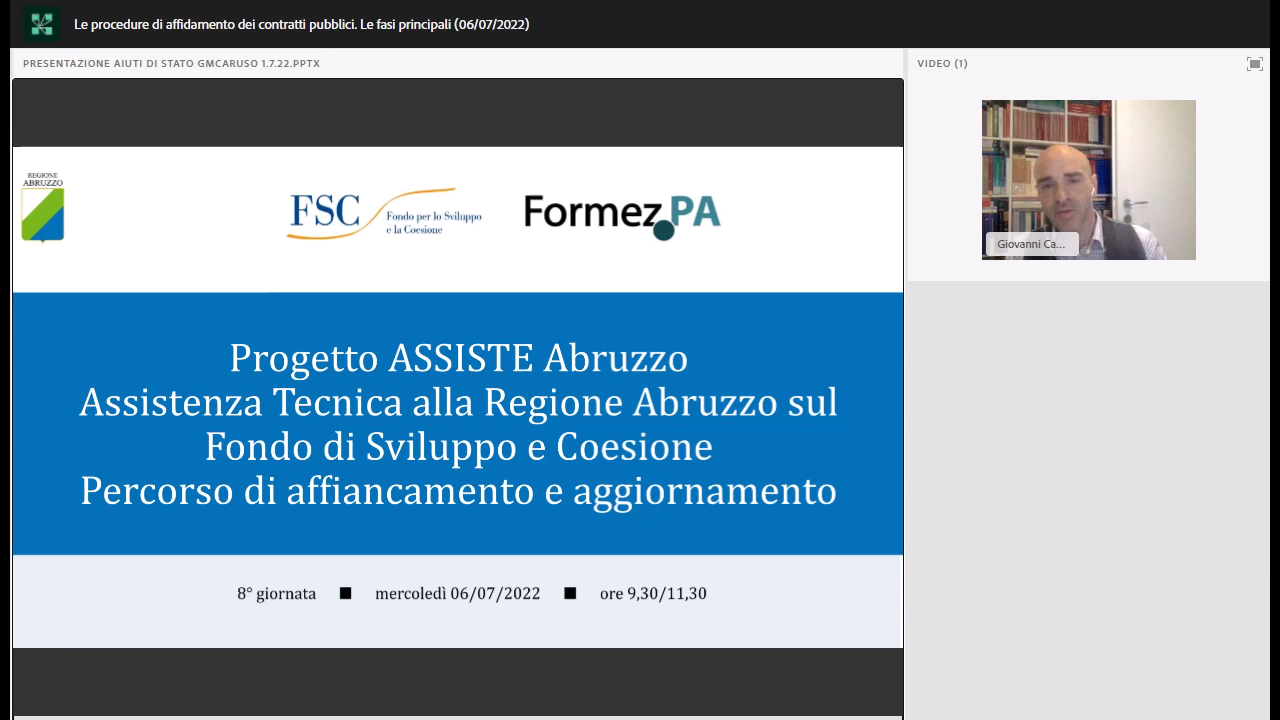 Le procedure di affidamento dei contratti pubblici. Le fasi principali (06/07/2022)
PRESENTAZIONE AIUTI DI STATO GMCARUSO 1.7.22.PPTX
VIDEO (1)
REGIONE
ABRUZZO
FSC Fondo per lo Sviluppo
e la Coesione
Formez PA
Giovanni Ca...
Progetto ASSISTE Abruzzo
Assistenza Tecnica alla Regione Abruzzo sul
Fondo di Sviluppo e Coesione
Percorso di affiancamento e aggiornamento
8° giornata ■ mercoledì 06/07/2022 ■ ore 9,30/11,30